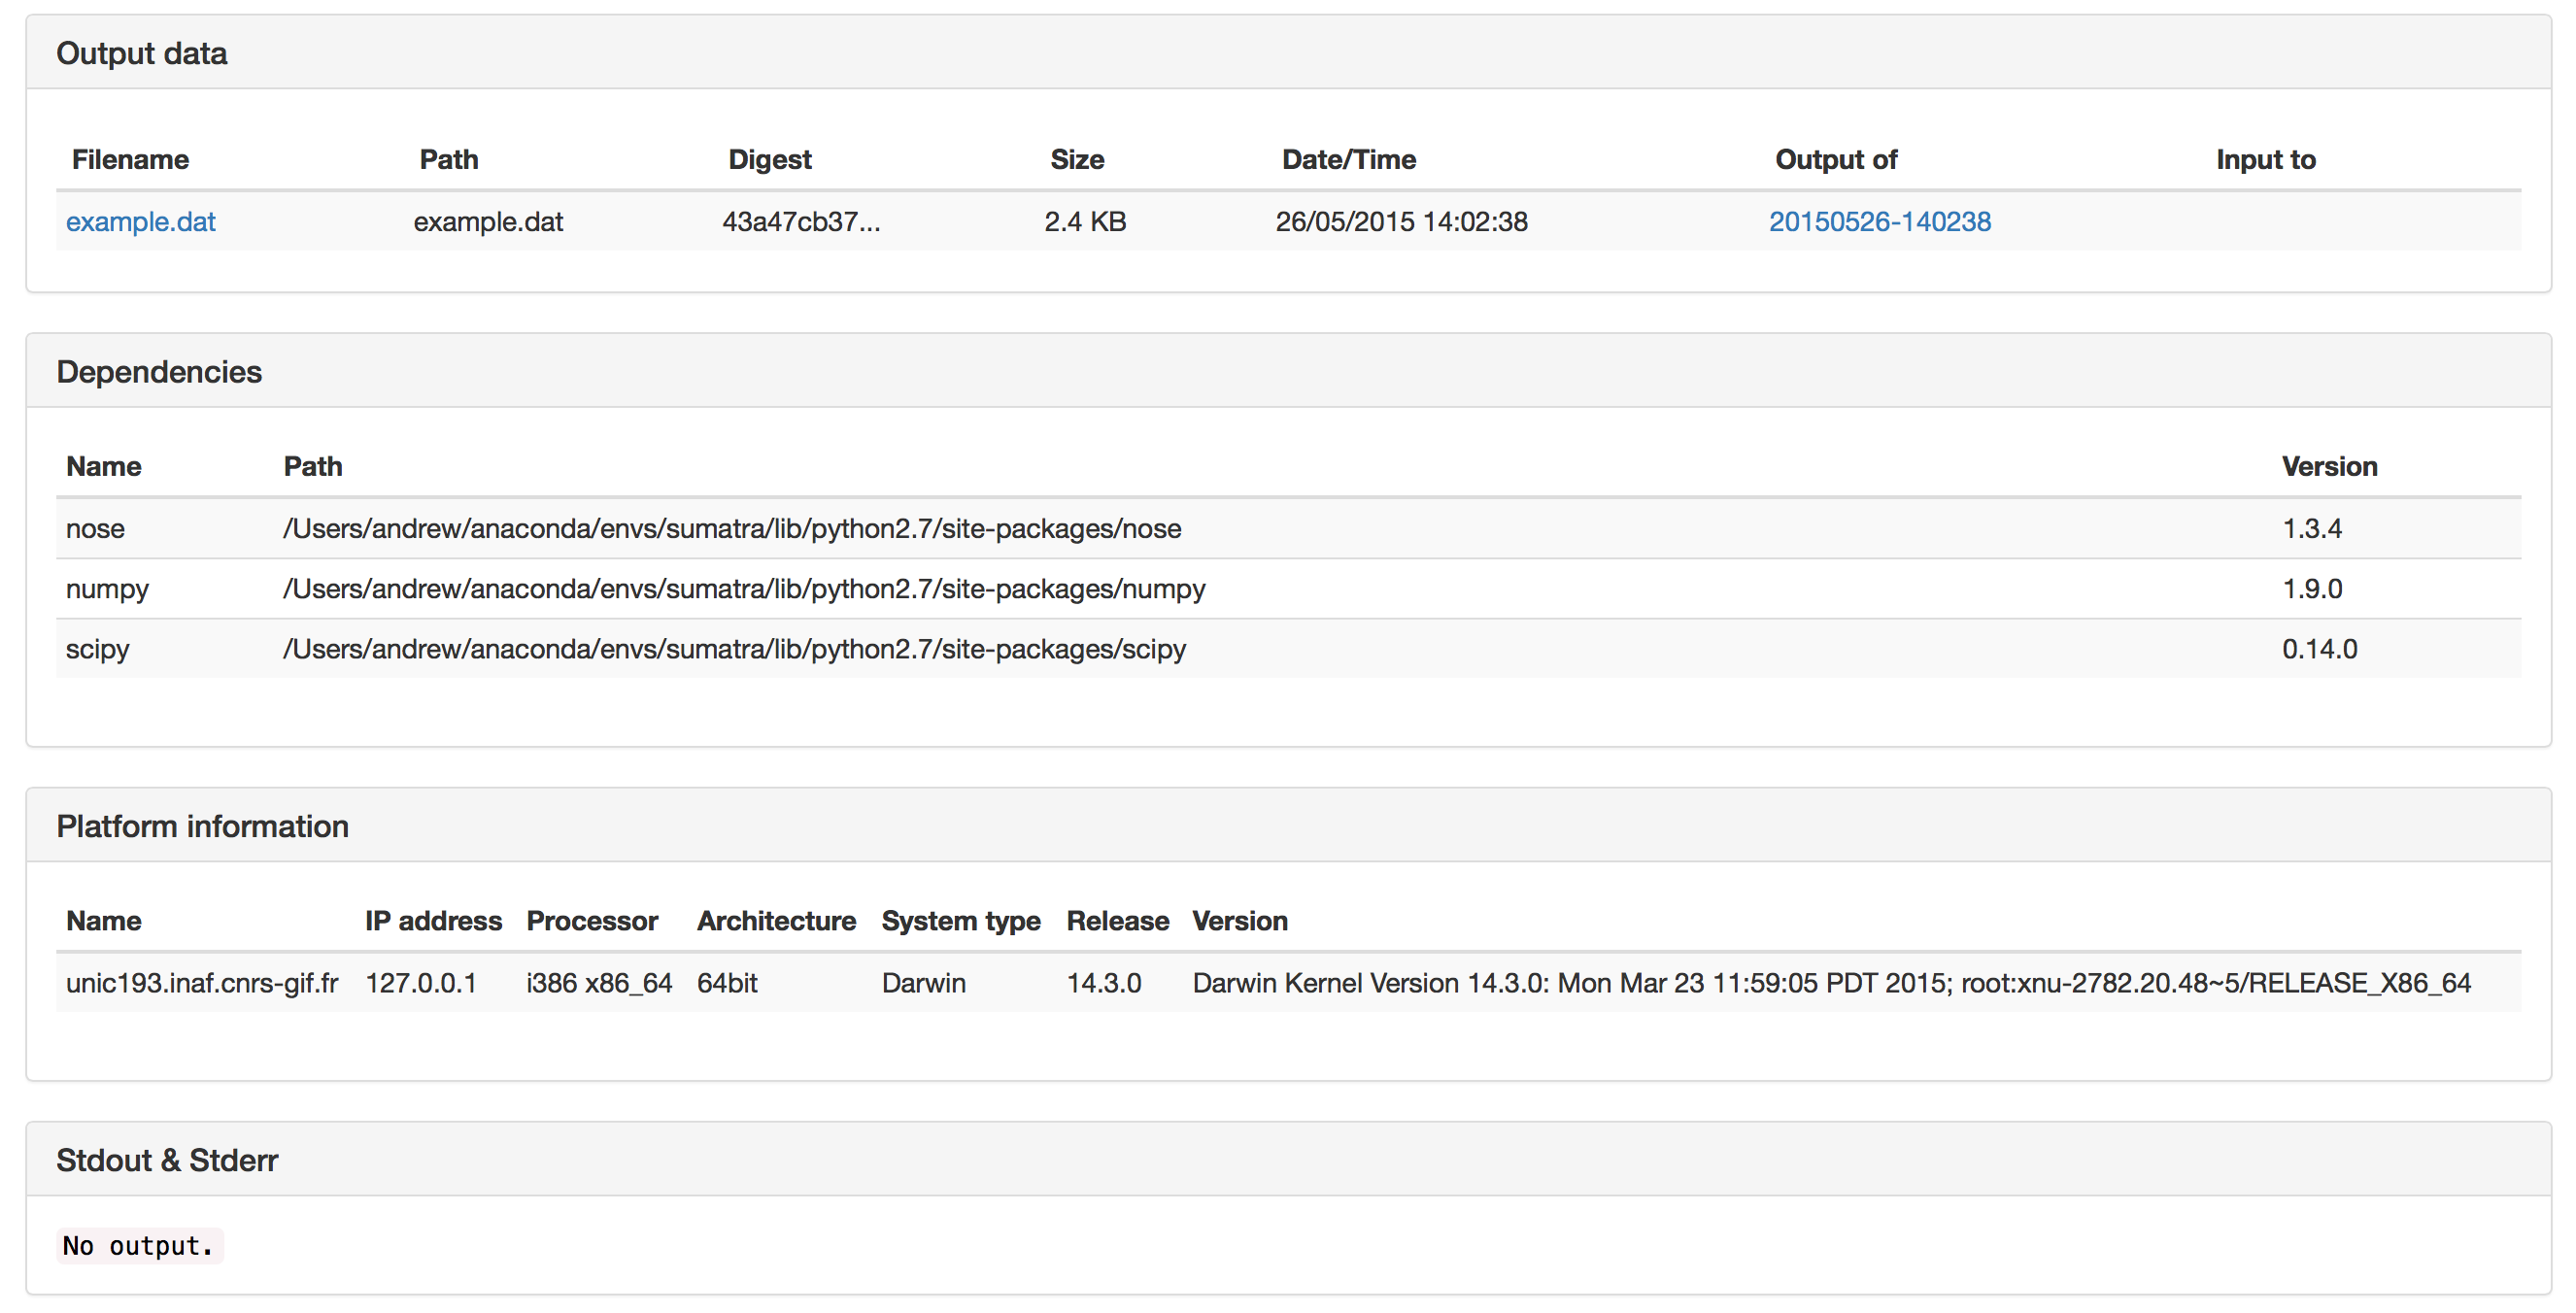 Output data
Filename Path Digest Size Date/Time Output of Input to
example.dat example.dat 43a47cb37... 2.4 KB 26/05/2015 14:02:38 20150526-140238
Dependencies
Name Path Version
nose /Users/andrew/anaconda/envs/sumatra/lib/python2.7/site-packages/nose 1.3.4
numpy /Users/andrew/anaconda/envs/sumatra/lib/python2.7/site-packages/numpy 1.9.0
scipy /Users/andrew/anaconda/envs/sumatra/lib/python2.7/site-packages/scipy 0.14.0
Platform information
Name IP address Processor Architecture System type Release Version
unic193.inaf.cnrs-gif.fr 127.0.0.1 i386 x86_64 64bit Darwin 14.3.0 Darwin Kernel Version 14.3.0: Mon Mar 23 11:59:05 PDT 2015; root:xnu-2782.20.48~5/RELEASE_X86_64
Stdout & Stderr
No output.